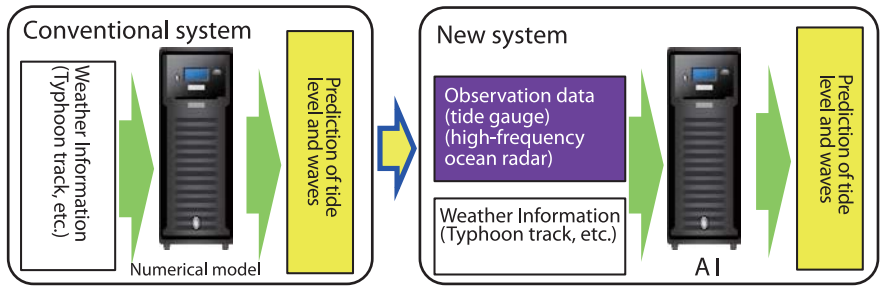 Conventional system
Weather Information
(Typhoon track, etc.)
Numerical model
Prediction of tide
level and waves
New system
Observation data
(tide gauge)
(high-frequency
ocean radar)
Weather Information
(Typhoon track, etc.)
A I
Prediction of tide
level and waves